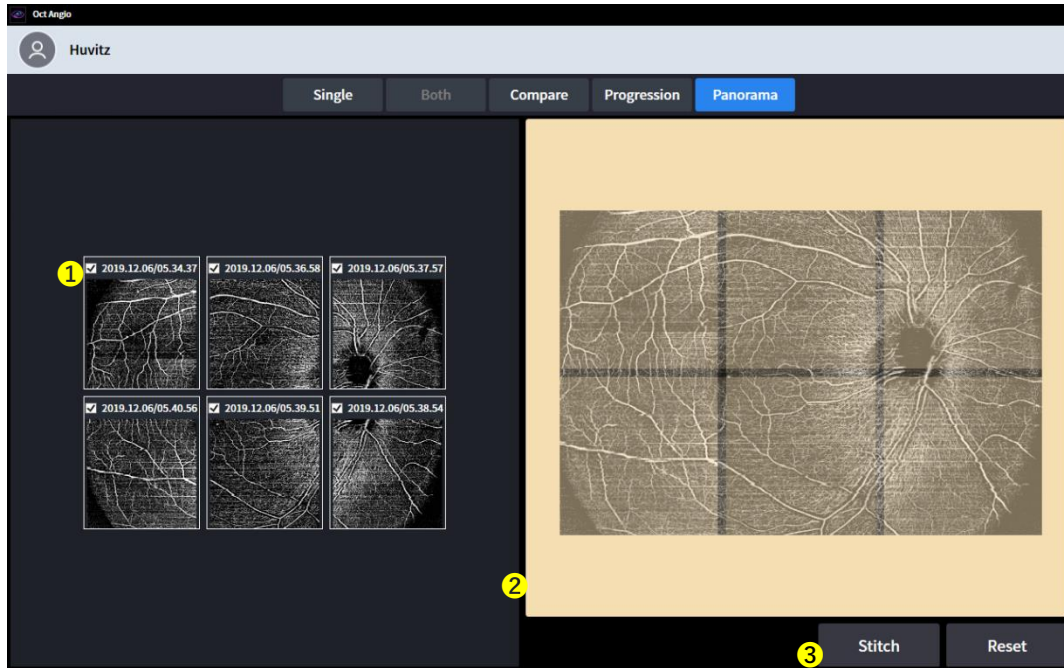 Oct Angio
Huvitz
Single Both Compare Progression Panorama
1 2019.12.06/05.34.37 2019.12.06/05.36.58 2019.12.06/05.37.57
2019.12.06/05.40.56 2019.12.06/05.39.51 2019.12.06/05.38.54
2
3 Stitch Reset